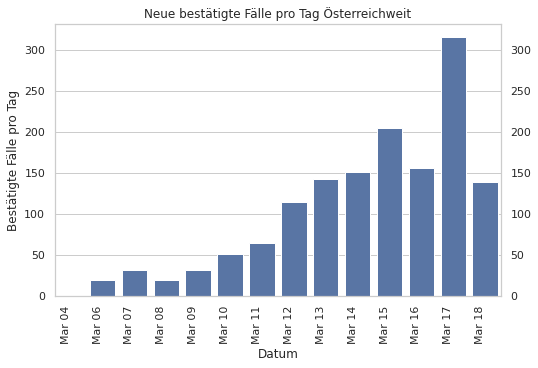 Neue bestätigte Fälle pro Tag Österreichweit
Bestätigte Fälle pro Tag
300
250
200
150
100
50
0
300
250
200
150
100
50
0
Mar 04
Mar 06
Mar 07
Mar 08
Mar 09
Mar 10
Mar 11
Mar 12
Mar 13
Mar 14
Mar 15
Mar 16
Mar 17
Mar 18
Datum